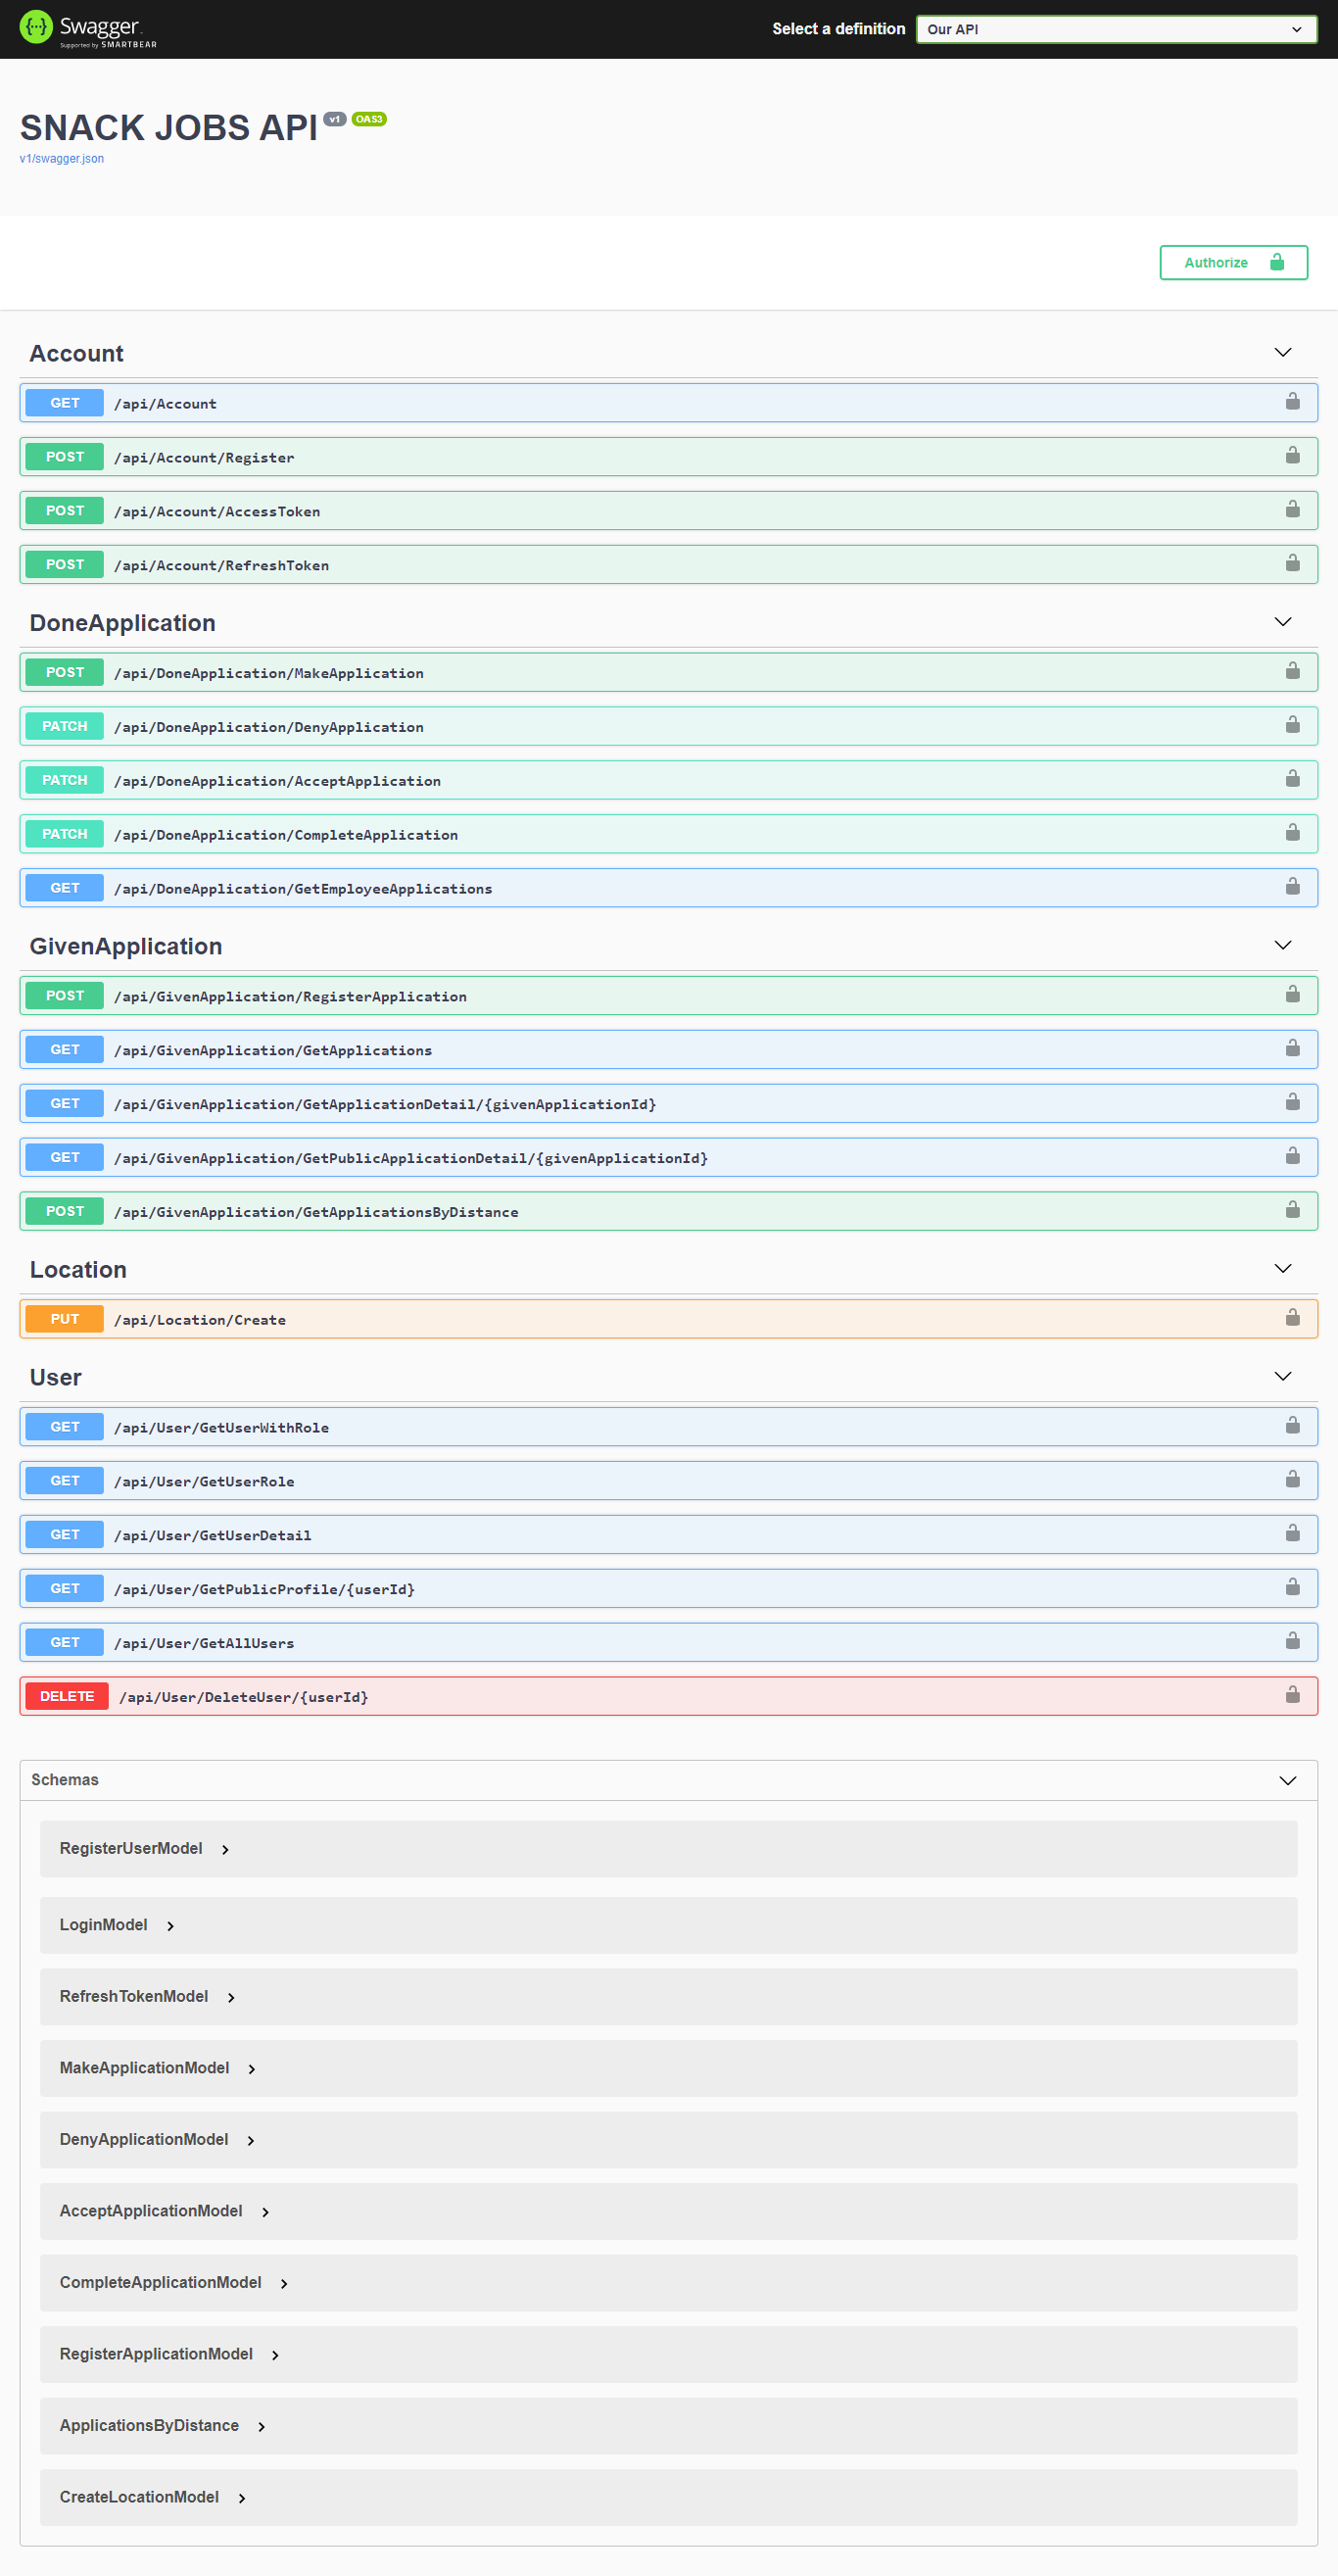 Swagger.
Supported by SMARTBEAR
Select a definition
Our API
SNACK JOBS API v1 OAS3
v1/swagger.json
Authorize
Account
GET /api/Account
POST /api/Account/Register
POST /api/Account/AccessToken
POST /api/Account/RefreshToken
DoneApplication
POST /api/DoneApplication/MakeApplication
PATCH /api/DoneApplication/DenyApplication
PATCH /api/DoneApplication/AcceptApplication
PATCH /api/DoneApplication/CompleteApplication
GET /api/DoneApplication/GetEmployeeApplications
GivenApplication
POST /api/GivenApplication/RegisterApplication
GET /api/GivenApplication/GetApplications
GET /api/GivenApplication/GetApplicationDetail/{givenApplicationId}
GET /api/GivenApplication/GetPublicApplicationDetail/{givenApplicationId}
POST /api/GivenApplication/GetApplicationsByDistance
Location
PUT /api/Location/Create
User
GET /api/User/GetUserWithRole
GET /api/User/GetUserRole
GET /api/User/GetUserDetail
GET /api/User/GetPublicProfile/{userId}
GET /api/User/GetAllUsers
DELETE /api/User/DeleteUser/{userId}
Schemas
RegisterUserModel
LoginModel
RefreshTokenModel
MakeApplicationModel
DenyApplicationModel
AcceptApplicationModel
CompleteApplicationModel
RegisterApplicationModel
ApplicationsByDistance
CreateLocationModel